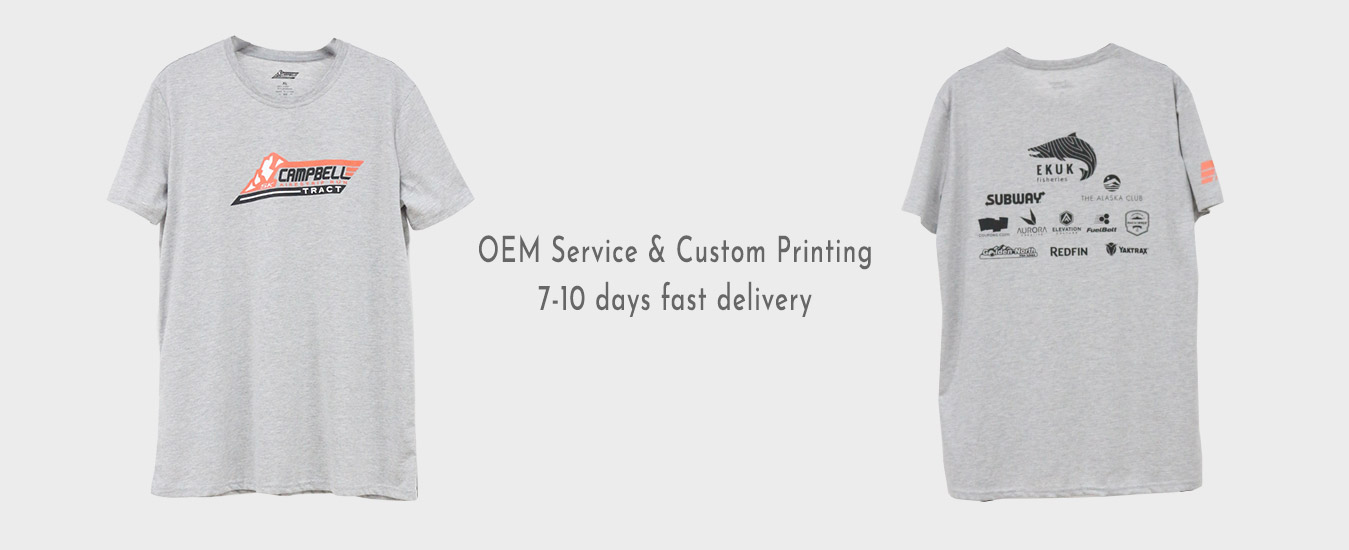 CAMPBELL
TRACT
OEM Service & Custom Printing
7-10 days fast delivery
EKUK
fisheries
SUBWAY
THE ALASKA CLUB
AURORA
ELEVATION
FuelBelt
Golden North
REDFIN
YAKTRAX